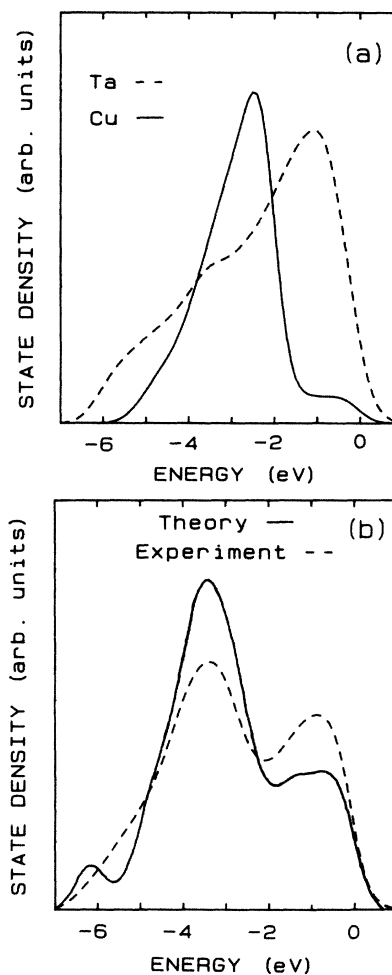 (a)
Ta --
Cu —
STATE DENSITY (arb. units)
-6 -4 -2 0
ENERGY (eV)
Theory —
(b)
Experiment --
STATE DENSITY (arb. units)
-6 -4 -2 0
ENERGY (eV)